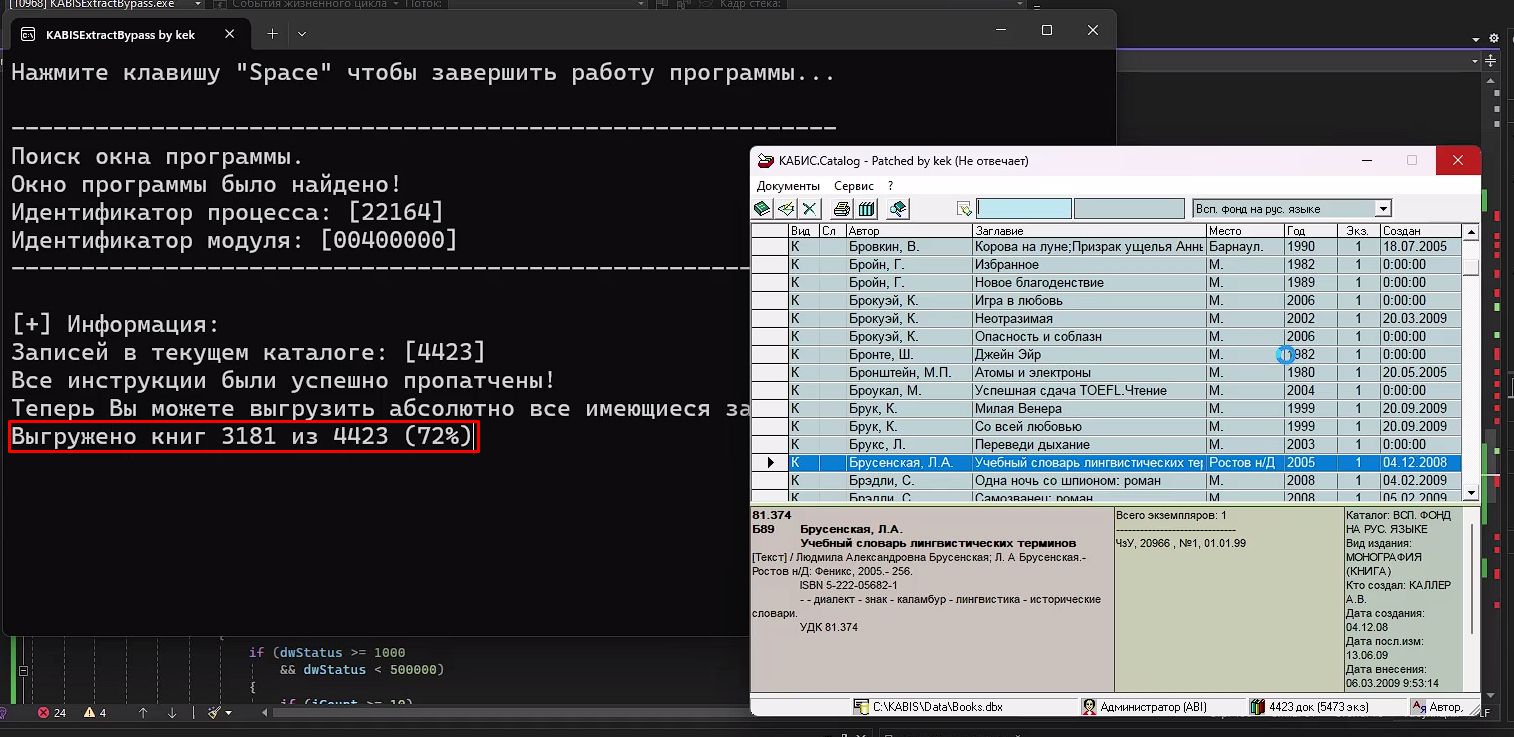 [10968] KABISExtractBypass.exe
События жизненного цикла
Поток:
Кадр стека:
KABISExtractBypass by kek
Нажмите клавишу "Space" чтобы завершить работу программы...
-----------------------------------------------------------
Поиск окна программы.
Окно программы было найдено!
Идентификатор процесса: [22164]
Идентификатор модуля: [00400000]
-----------------------------------------------------
[+] Информация:
Записей в текущем каталоге: [4423]
Все инструкции были успешно пропатчены!
Теперь Вы можете выгрузить абсолютно все имеющиеся за
Выгружено книг 3181 из 4423 (72%)
КАБИС.Catalog - Patched by kek (Не отвечает)
Документы Сервис ?
Всп. Фонд на рус. языке
Вид Сл Автор Заглавие Место Год Экз. Создан
К Бровкин, В. Корова на луне;Призрак ущелья Анны Барнаул. 1990 1 18.07.2005
К Бройн, Г. Избранное М. 1982 1 0:00:00
К Бройн, Г. Новое благоденствие М. 1989 1 0:00:00
К Брокуэй, К. Игра в любовь М. 2006 1 0:00:00
К Брокуэй, К. Неотразимая М. 2002 1 20.03.2009
К Брокуэй, К. Опасность и соблазн М. 2006 1 0:00:00
К Бронте, Ш. Джейн Эйр М. 1982 1 0:00:00
К Бронштейн, М.П. Атомы и электроны М. 1980 1 20.05.2005
К Броукал, М. Успешная сдача TOEFL.Чтение М. 2004 1 0:00:00
К Брук, К. Милая Венера М. 1999 1 20.09.2009
К Брук, К. Со всей любовью М. 1999 1 20.09.2009
К Брукс, Л. Переведи дыхание М. 2003 1 0:00:00
К Брусенская, Л.А. Учебный словарь лингвистических тер Ростов н/Д 2005 1 04.12.2008
К Брэдли, С. Одна ночь со шпионом: роман М. 2008 1 04.02.2009
К Брэдли, С. Самозванец: роман М. 2008 1 05.02.2009
81.374
Б89 Брусенская, Л.А.
Учебный словарь лингвистических терминов
[Текст] / Людмила Александровна Брусенская; Л. А Брусенская.-
Ростов н/Д: Феникс, 2005.- 256.
ISBN 5-222-05682-1
- - диалект - знак - каламбур - лингвистика - исторические
словари.
УДК 81.374
Всего экземпляров: 1
------------------------------
ЧзУ, 20966 , №1, 01.01.99
Каталог: ВСП. ФОНД
НА РУС. ЯЗЫКЕ
Вид издания:
МОНОГРАФИЯ
(КНИГА)
Кто создал: КАЛЛЕР
А.В.
Дата создания:
04.12.08
Дата посл.изм:
13.06.09
Дата внесения:
06.03.2009 9:53:14
C:\KABIS\Data\Books.dbx
Администратор (ABI)
4423 док (5473 экз)
Автор,
if (dwStatus >= 1000
&& dwStatus < 500000)
{
if (iCount >= 10)
24 4